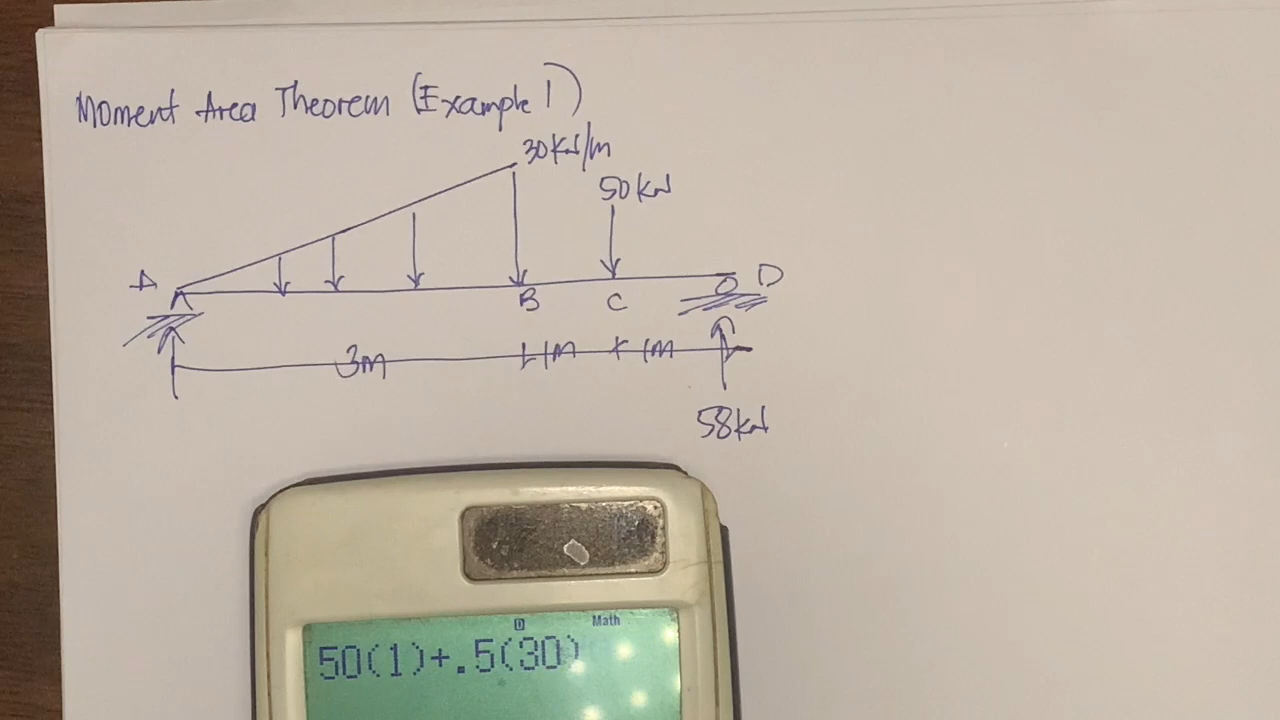 Moment Area Theorem (Example 1)
30kN/m
50kN
A
B
C
D
3m
1m
1m
58kN
D
Math
50(1)+.5(30)